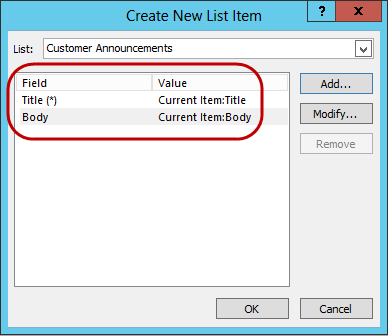 Create New List Item ? X
List: Customer Announcements
Field Value
Title (*) Current Item:Title
Body Current Item:Body
Add...
Modify...
Remove
OK Cancel